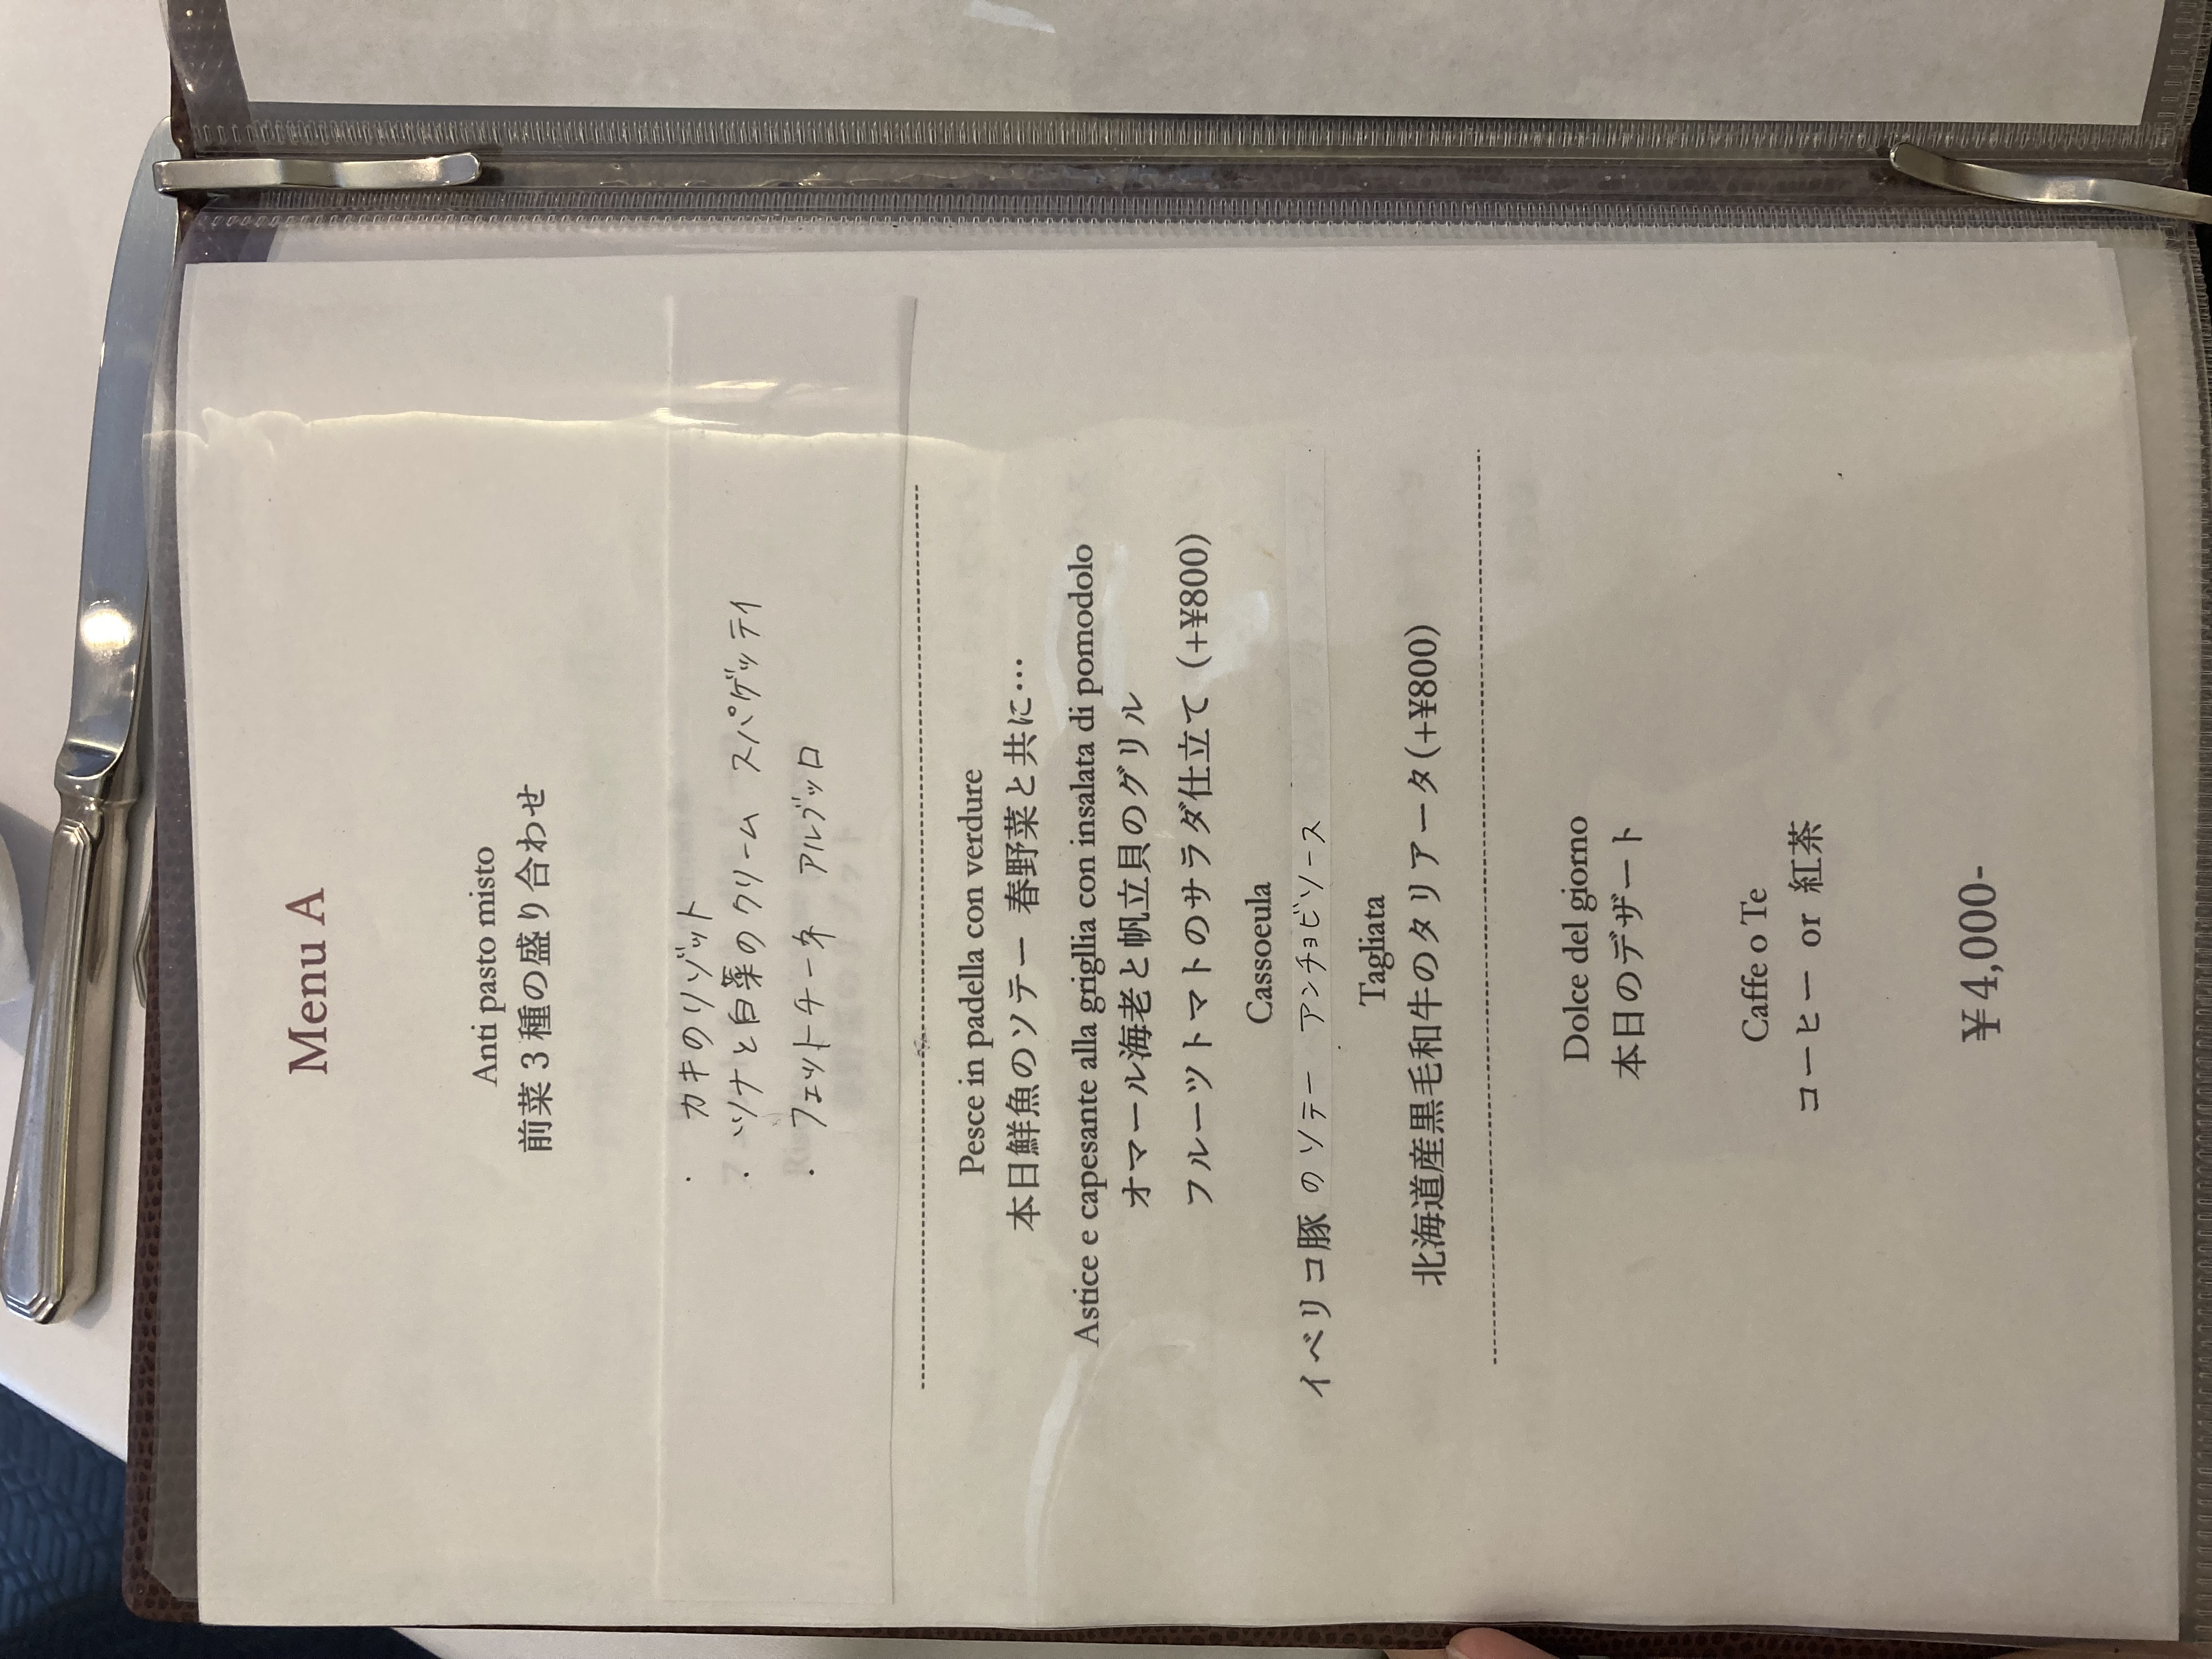 Menu A
Anti pasto misto
前菜３種の盛り合わせ
・カキのリゾット
・ツナと白菜のクリーム スパゲッティ
・フェットチーネ アルブッロ
Pesce in padella con verdure
本日鮮魚のソテー 春野菜と共に…
Astice e capesante alla grigllia con insalata di pomodolo
オマール海老と帆立貝のグリル
フルーツトマトのサラダ仕立て (+¥800)
Cassoeula
イベリコ豚のソテー アンチョビソース
Tagliata
北海道産黒毛和牛のタリアータ(+¥800)
Dolce del giorno
本日のデザート
Caffe o Te
コーヒー or 紅茶
¥4,000-